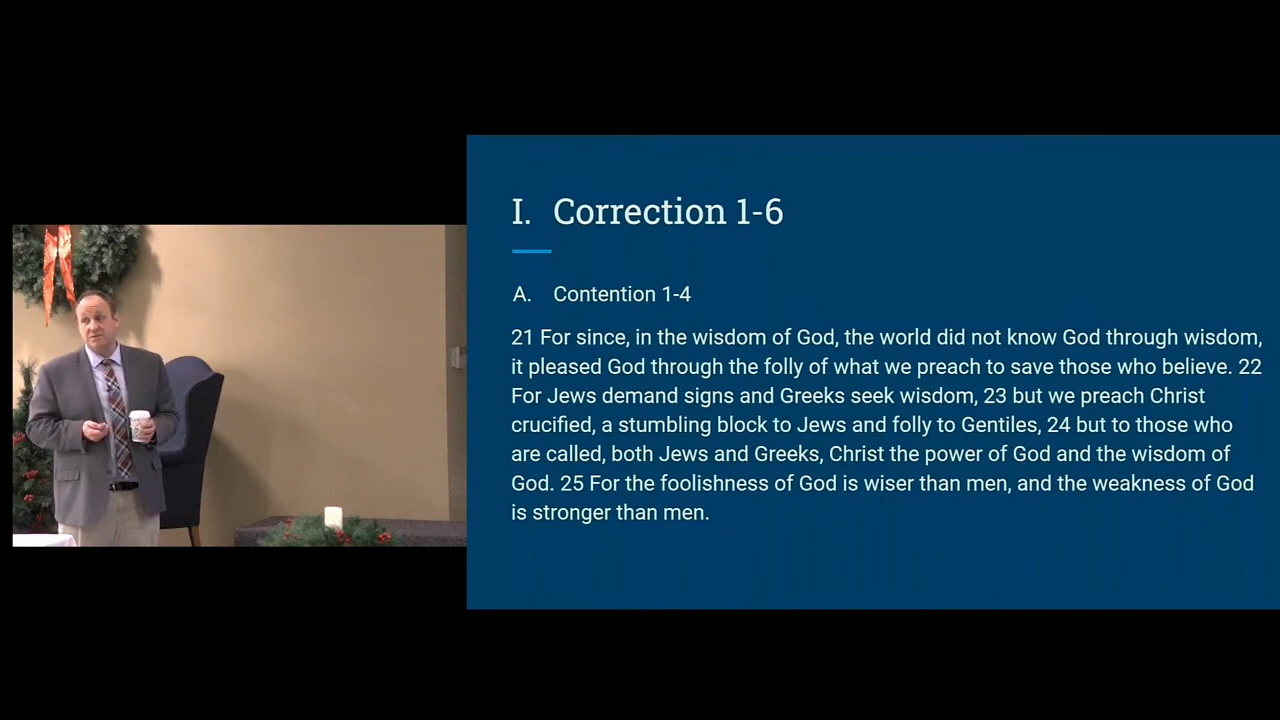 I. Correction 1-6
A. Contention 1-4
21 For since, in the wisdom of God, the world did not know God through wisdom,
it pleased God through the folly of what we preach to save those who believe. 22
For Jews demand signs and Greeks seek wisdom, 23 but we preach Christ
crucified, a stumbling block to Jews and folly to Gentiles, 24 but to those who
are called, both Jews and Greeks, Christ the power of God and the wisdom of
God. 25 For the foolishness of God is wiser than men, and the weakness of God
is stronger than men.